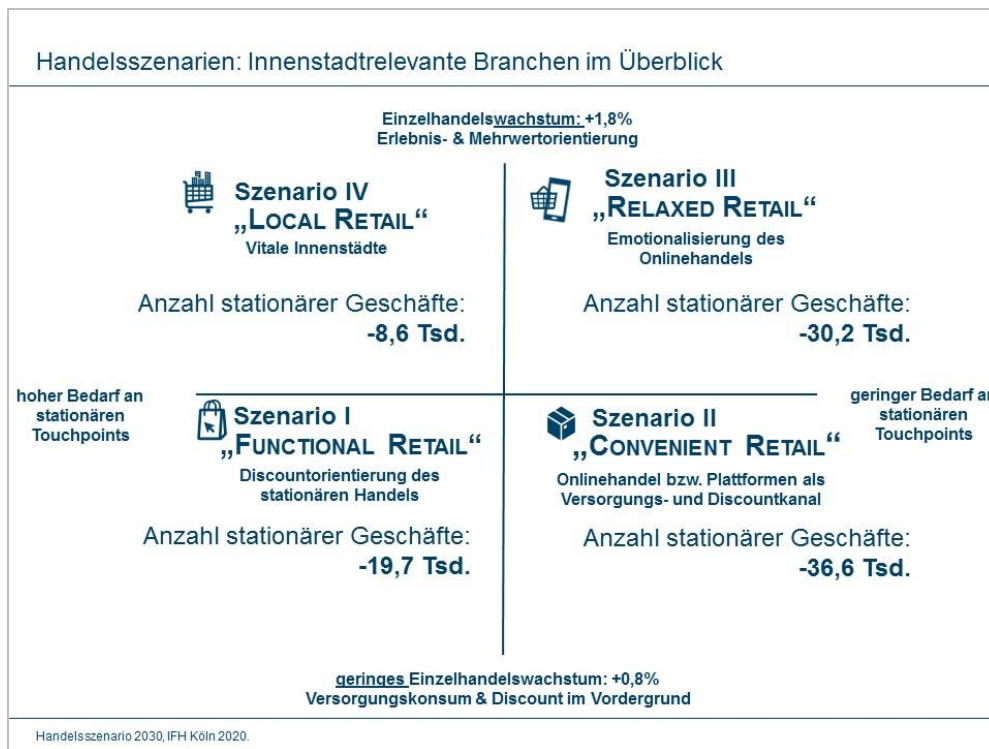 Handelsszenarien: Innenstadtrelevante Branchen im Überblick
Einzelhandelswachstum: +1,8%
Erlebnis- & Mehrwertorientierung
Szenario IV
„LOCAL RETAIL“
Vitale Innenstädte
Anzahl stationärer Geschäfte:
-8,6 Tsd.
Szenario III
„RELAXED RETAIL“
Emotionalisierung des
Onlinehandels
Anzahl stationärer Geschäfte:
-30,2 Tsd.
hoher Bedarf an
stationären
Touchpoints
geringer Bedarf an
stationären
Touchpoints
Szenario I
„FUNCTIONAL RETAIL“
Discountorientierung des
stationären Handels
Anzahl stationärer Geschäfte:
-19,7 Tsd.
Szenario II
„CONVENIENT RETAIL“
Onlinehandel bzw. Plattformen als
Versorgungs- und Discountkanal
Anzahl stationärer Geschäfte:
-36,6 Tsd.
geringes Einzelhandelswachstum: +0,8%
Versorgungskonsum & Discount im Vordergrund
Handelsszenario 2030, IFH Köln 2020.